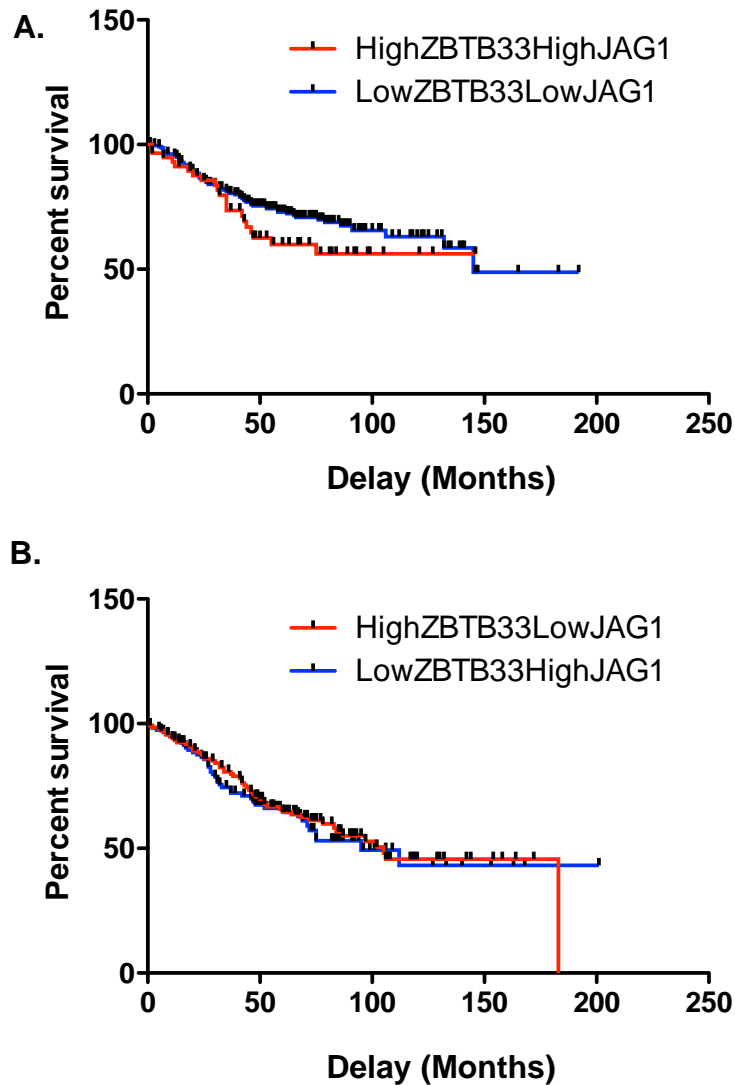 A.
150
HighZBTB33HighJAG1
LowZBTB33LowJAG1
100
Percent survival
50
0
0 50 100 150 200 250
Delay (Months)
B.
150
HighZBTB33LowJAG1
LowZBTB33HighJAG1
100
Percent survival
50
0
0 50 100 150 200 250
Delay (Months)